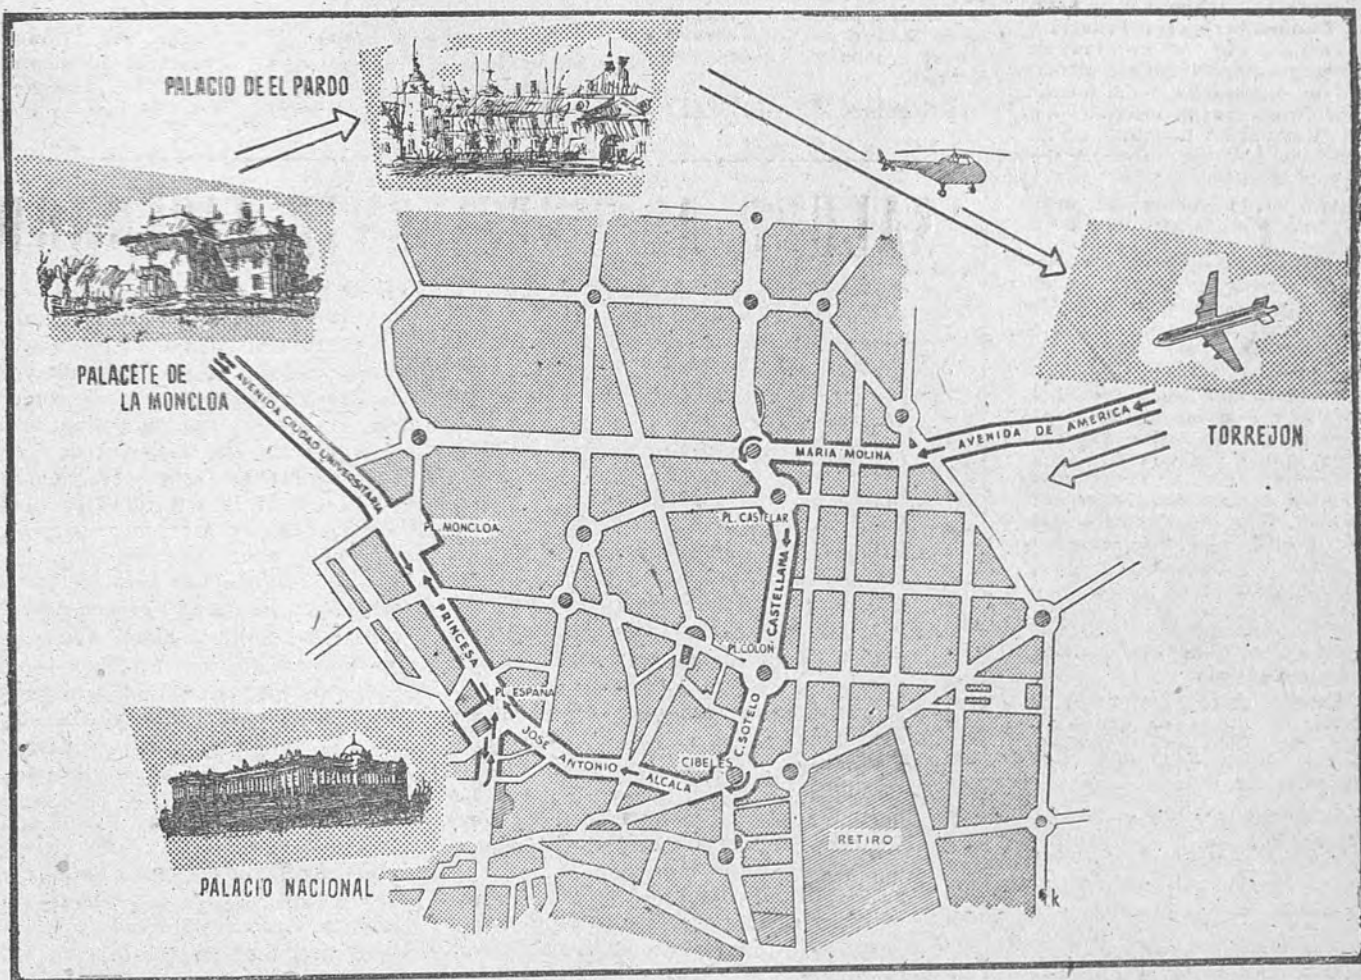 PALACIO DE EL PARDO
PALACETE DE
LA MONCLOA
AVENIDA CIUDAD UNIVERSITARIA
MARIA MOLINA
AVENIDA DE AMERICA
TORREJON
PL. CASTELAR
PL. MONCLOA
CASTELLANA
PRINCESA
PL. COLON
PL. ESPAÑA
C. SOTELO
JOSE ANTONIO
CIBELES
ALCALA
RETIRO
PALACIO NACIONAL